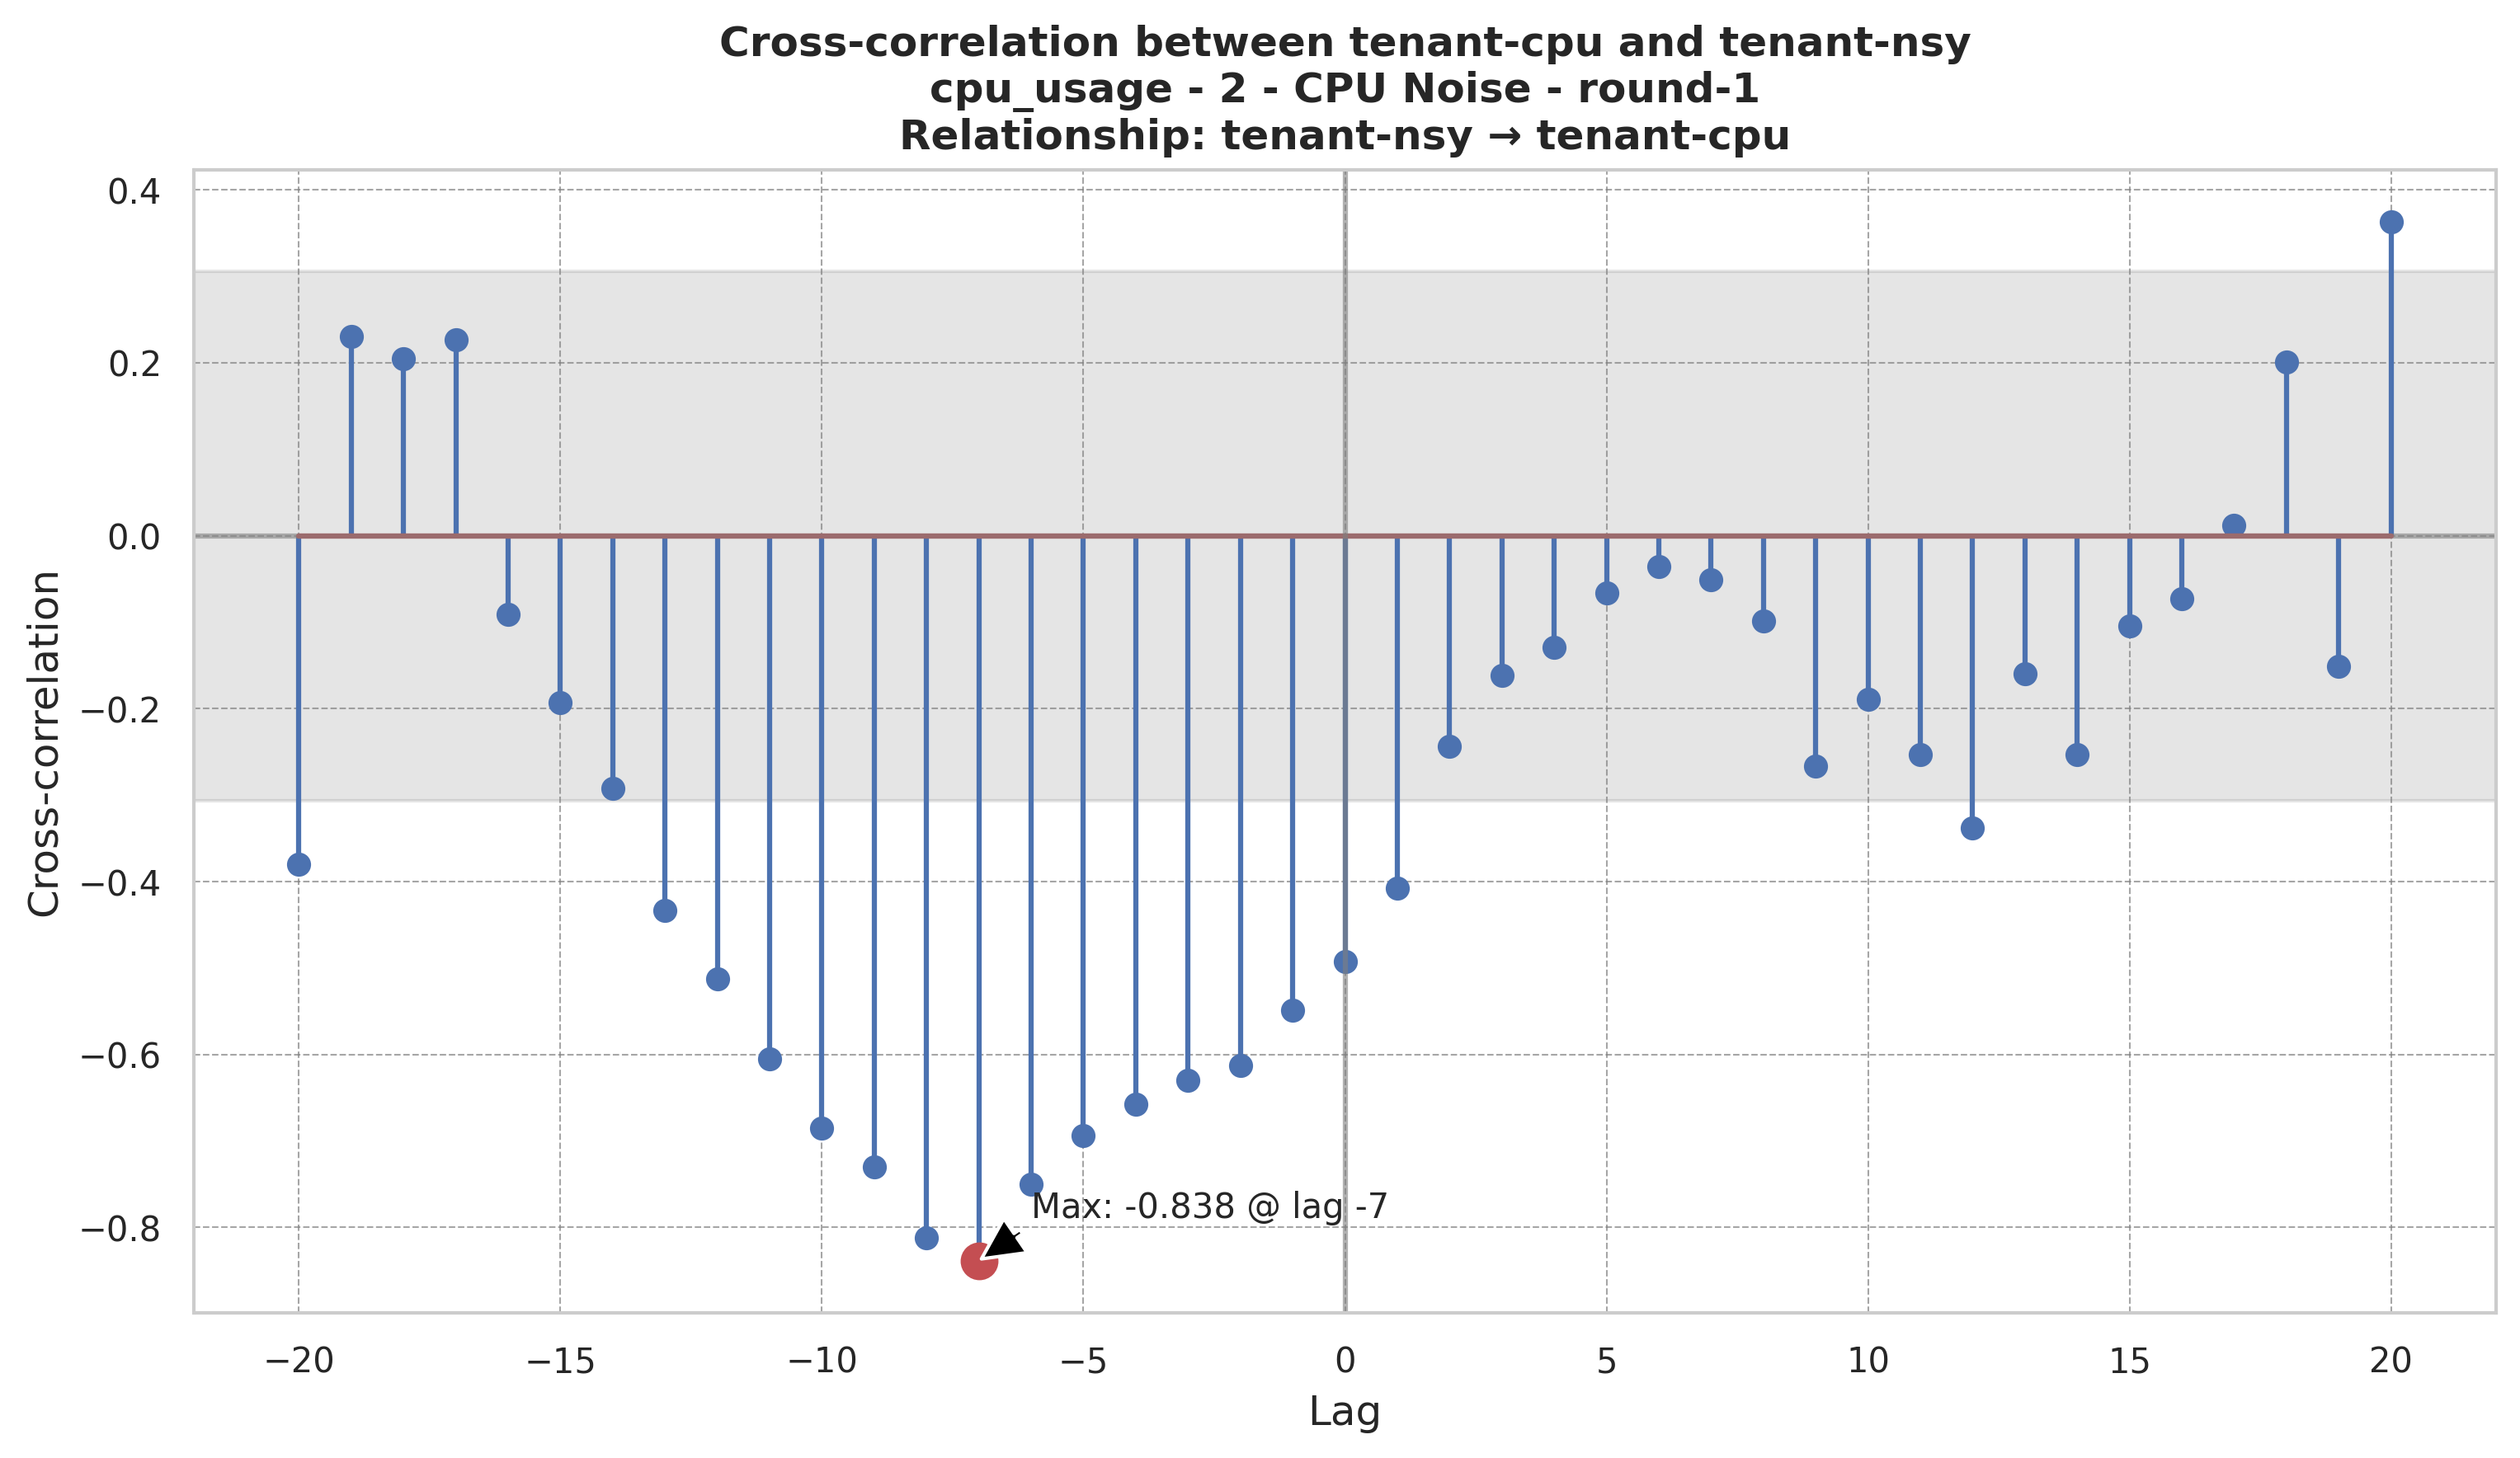 Cross-correlation between tenant-cpu and tenant-nsy
cpu_usage - 2 - CPU Noise - round-1
Relationship: tenant-nsy → tenant-cpu
0.4
0.2
0.0
−0.2
−0.4
−0.6
−0.8
Cross-correlation
Max: -0.838 @ lag -7
−20
−15
−10
−5
0
5
10
15
20
Lag